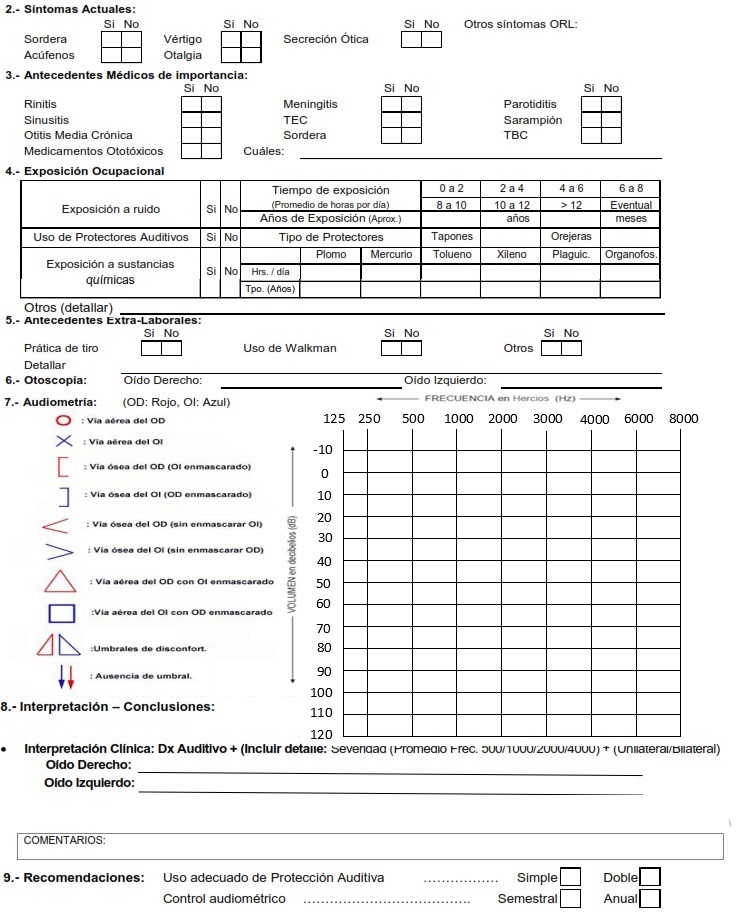 2.- Síntomas Actuales:
Si No Si No Si No Otros síntomas ORL:
Sordera Vértigo Secreción Ótica
Acúfenos Otalgia
3.- Antecedentes Médicos de importancia:
Si No Si No Si No
Rinitis Meningitis Parotiditis
Sinusitis TEC Sarampión
Otitis Media Crónica Sordera TBC
Medicamentos Ototóxicos Cuáles:
4.- Exposición Ocupacional
Tiempo de exposición 0 a 2 2 a 4 4 a 6 6 a 8
Exposición a ruido Si No (Promedio de horas por día) 8 a 10 10 a 12 > 12 Eventual
Años de Exposición (Aprox.) años meses
Uso de Protectores Auditivos Si No Tipo de Protectores Tapones Orejeras
Plomo Mercurio Tolueno Xileno Plaguic. Organofos.
Exposición a sustancias químicas Si No Hrs. / día
Tpo. (Años)
Otros (detallar)
5.- Antecedentes Extra-Laborales:
Si No Si No Si No
Prática de tiro Uso de Walkman Otros
Detallar
6.- Otoscopía: Oído Derecho: Oído Izquierdo:
7.- Audiometría: (OD: Rojo, OI: Azul) FRECUENCIA en Hercios (Hz)
: Vía aérea del OD
: Vía aérea del OI
: Vía ósea del OD (OI enmascarado)
: Vía ósea del OI (OD enmascarado)
: Vía ósea del OD (sin enmascarar OI)
: Vía ósea del OI (sin enmascarar OD)
: Vía aérea del OD con OI enmascarado
:Vía aérea del OI con OD enmascarado
:Umbrales de disconfort.
: Ausencia de umbral.
VOLUMEN en decibelios (dB)
125 250 500 1000 2000 3000 4000 6000 8000
-10
0
10
20
30
40
50
60
70
80
90
100
110
120
8.- Interpretación – Conclusiones:
• Interpretación Clínica: Dx Auditivo + (Incluir detalle: Severidad (Promedio Frec. 500/1000/2000/4000) + (Unilateral/Bilateral)
Oído Derecho:
Oído Izquierdo:
COMENTARIOS:
9.- Recomendaciones: Uso adecuado de Protección Auditiva ................. Simple Doble
Control audiométrico ...................................... Semestral Anual